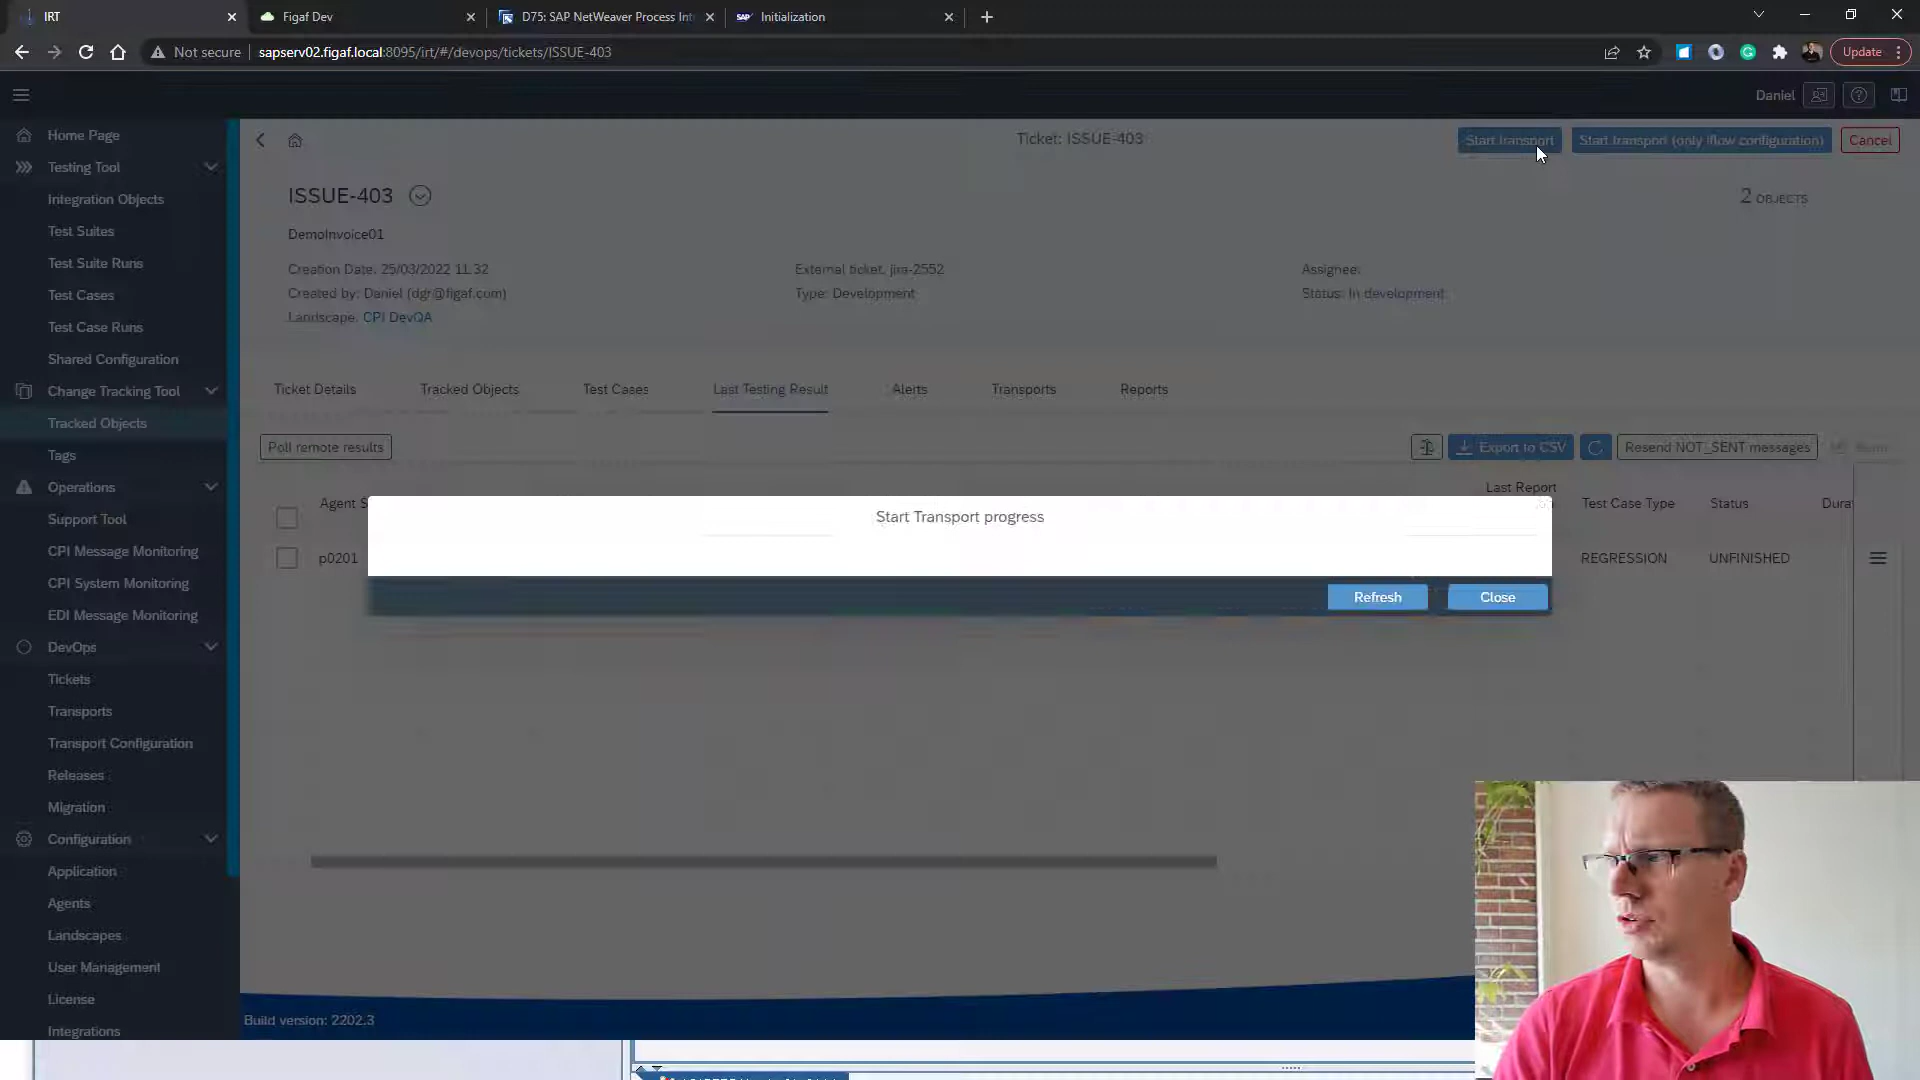 IRT
Figaf Dev
D75: SAP NetWeaver Process Int
SAP Initialization
Not secure
sapserv02.figaf.local:8095/irt/#/devops/tickets/ISSUE-403
Update
Daniel
Home Page
Testing Tool
Integration Objects
Test Suites
Test Suite Runs
Test Cases
Test Case Runs
Shared Configuration
Change Tracking Tool
Tracked Objects
Tags
Operations
Support Tool
CPI Message Monitoring
CPI System Monitoring
EDI Message Monitoring
DevOps
Tickets
Transports
Transport Configuration
Releases
Migration
Configuration
Application
Agents
Landscapes
User Management
License
Integrations
Ticket: ISSUE-403
Start transport
Start transport (only iflow configuration)
Cancel
ISSUE-403
2 OBJECTS
DemoInvoice01
Creation Date: 25/03/2022 11:32
External ticket: jira-2552
Assignee:
Created by: Daniel (dgr@figaf.com)
Type: Development
Status: In development
Landscape: CPI DevQA
Ticket Details
Tracked Objects
Test Cases
Last Testing Result
Alerts
Transports
Reports
Poll remote results
Export to CSV
Resend NOT_SENT messages
Agent S
Last Report
Test Case Type
Status
Dura
p0201
REGRESSION
UNFINISHED
Start Transport progress
Refresh
Close
Build version: 2202.3